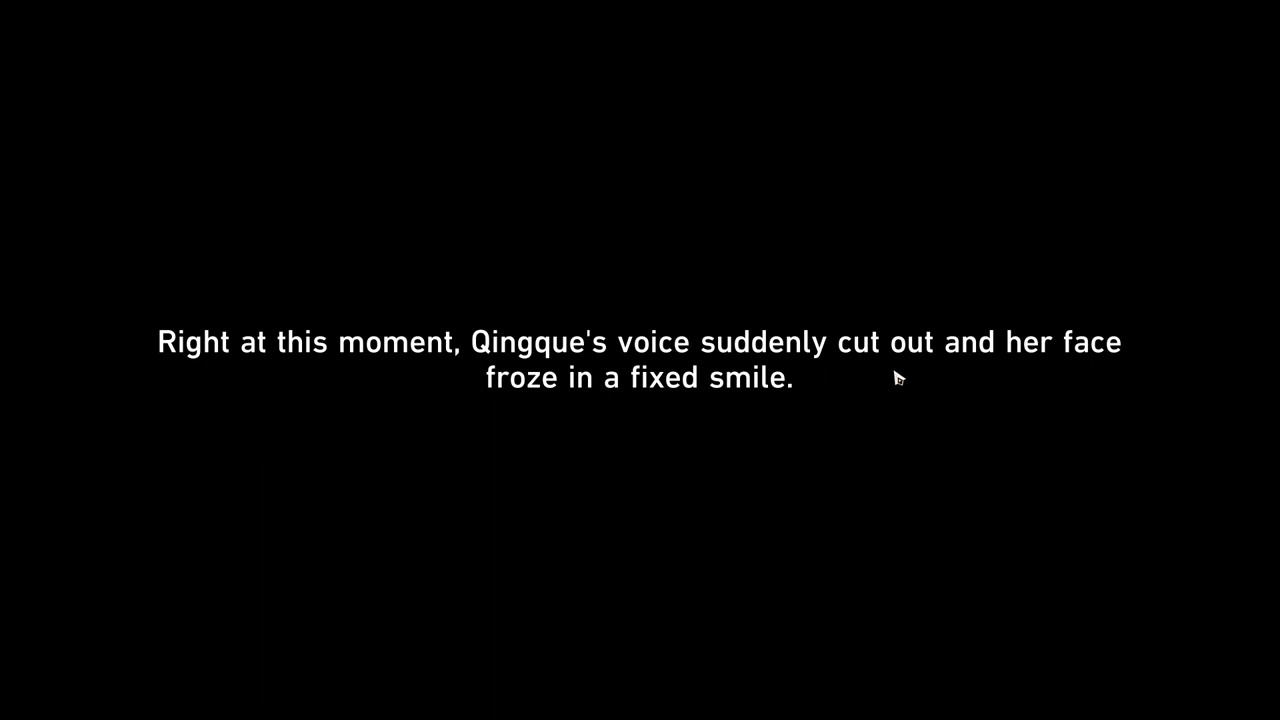 Right at this moment, Qingque's voice suddenly cut out and her face
froze in a fixed smile.